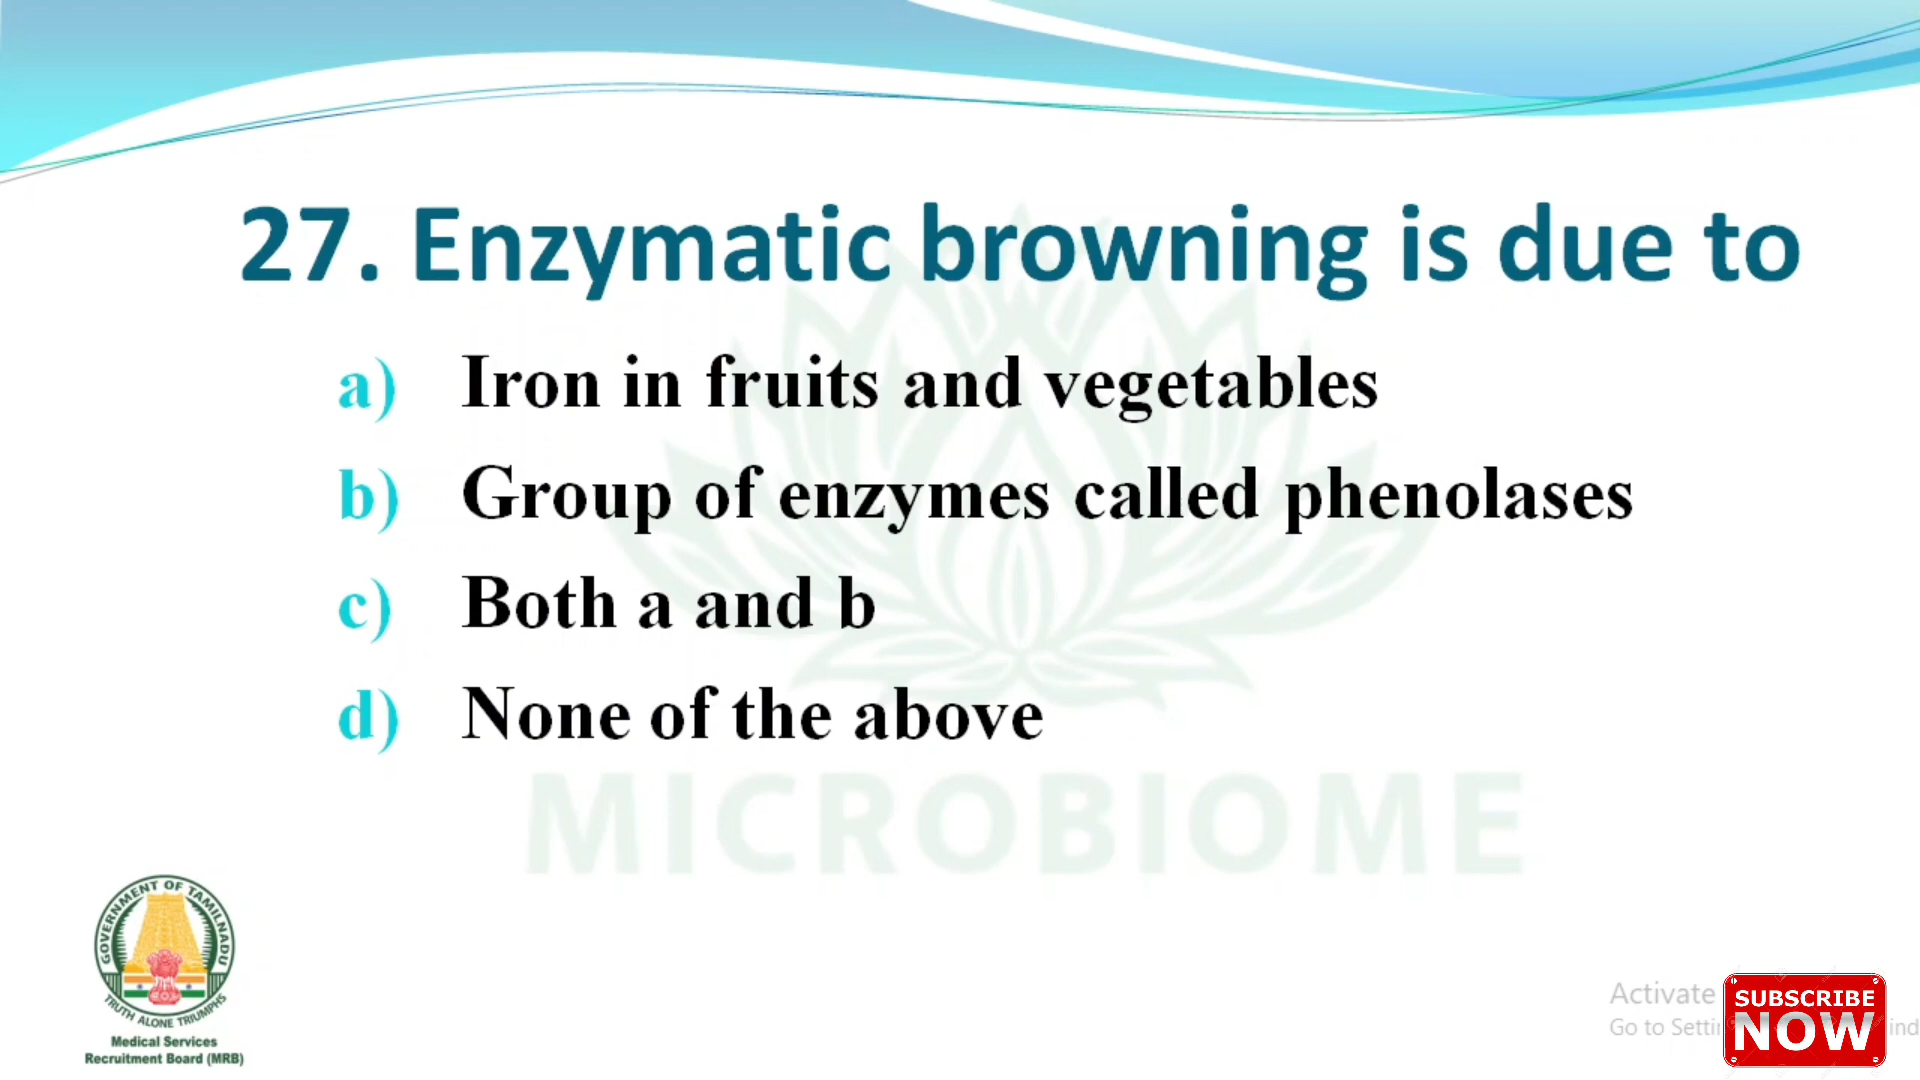 27. Enzymatic browning is due to
a) Iron in fruits and vegetables
b) Group of enzymes called phenolases
c) Both a and b
d) None of the above
MICROBIOME
GOVERNMENT OF TAMILNADU
TRUTH ALONE TRIUMPHS
Medical Services
Recruitment Board (MRB)
Activate
Go to Setti
SUBSCRIBE
NOW